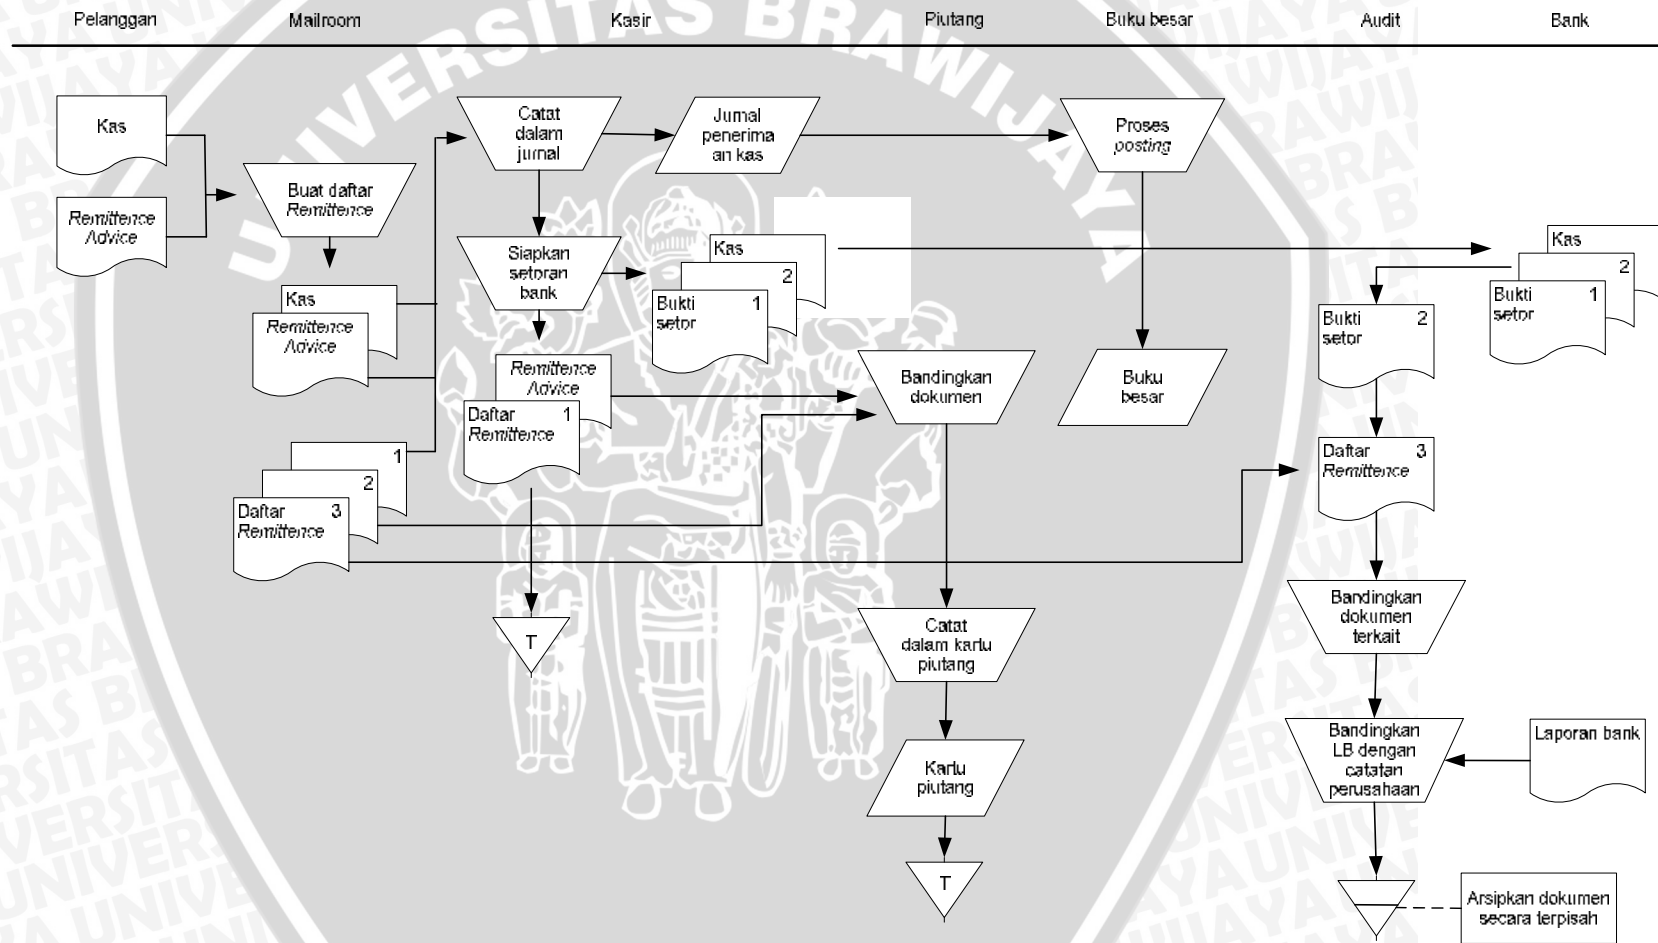 UNIVERSITAS BRAWIJAYA
Pelanggan
Mailroom
Kasir
Piutang
Buku besar
Audit
Bank
Kas
Remittence
Advice
Buat daftar
Remittence
Kas
Remittence
Advice
1
2
Daftar 3
Remittence
Catat
dalam
jurnal
Jurnal
penerima
an kas
Siapkan
setoran
bank
Kas
2
Bukti 1
setor
Remittence
Advice
Daftar 1
Remittence
T
Bandingkan
dokumen
Catat
dalam kartu
piutang
Kartu
piutang
T
Proses
posting
Buku
besar
Bukti 2
setor
Daftar 3
Remittence
Bandingkan
dokumen
terkait
Bandingkan
LB dengan
catatan
perusahaan
Kas
2
Bukti 1
setor
Laporan bank
Arsipkan dokumen
secara terpisah